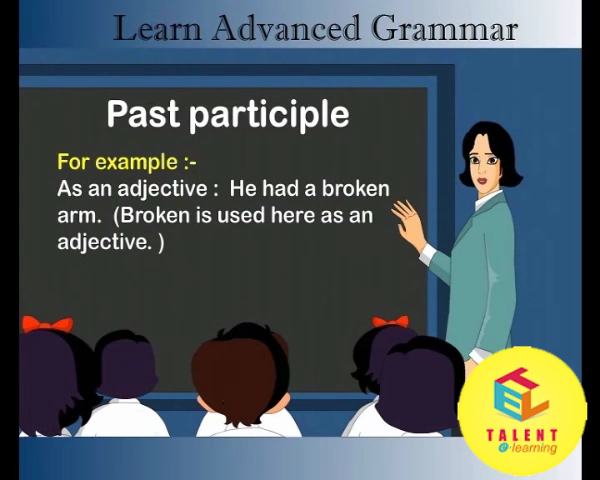 Learn Advanced Grammar
Past participle
For example :-
As an adjective :  He had a broken
arm.  (Broken is used here as an
adjective. )
TEL
TALENT
e-learning